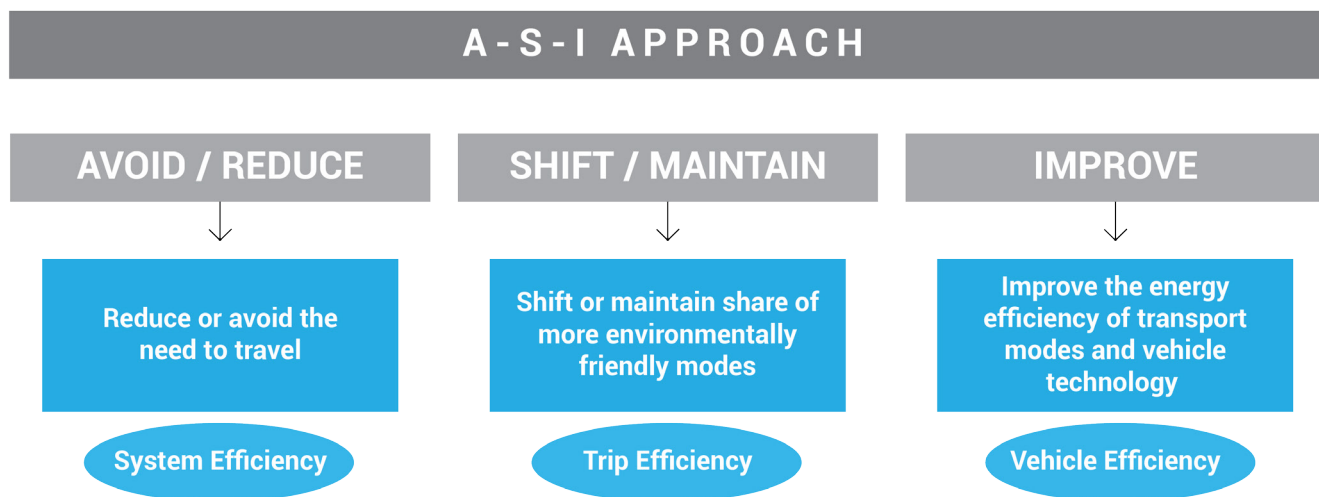 A-S-I APPROACH
AVOID / REDUCE
SHIFT / MAINTAIN
IMPROVE
Reduce or avoid the
need to travel
Shift or maintain share of
more environmentally
friendly modes
Improve the energy
efficiency of transport
modes and vehicle
technology
System Efficiency
Trip Efficiency
Vehicle Efficiency